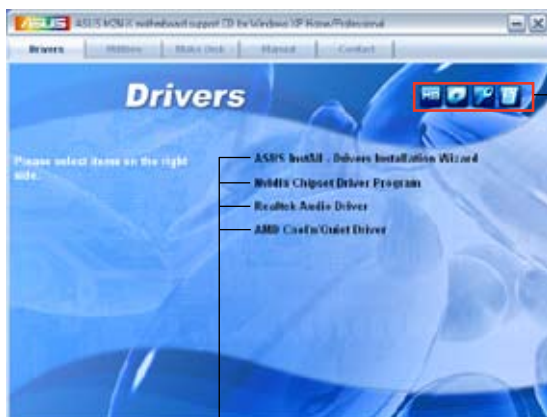 ASUS M2N-X motherboard support CD for Windows XP Home/Professional
Drivers Utilities Make Disk Manual Contact
Drivers
Please select items on the right
side.
ASUS InstAll - Drivers Installation Wizard
Nvidia Chipset Driver Program
Realtek Audio Driver
AMD Cool'n'Quiet Driver